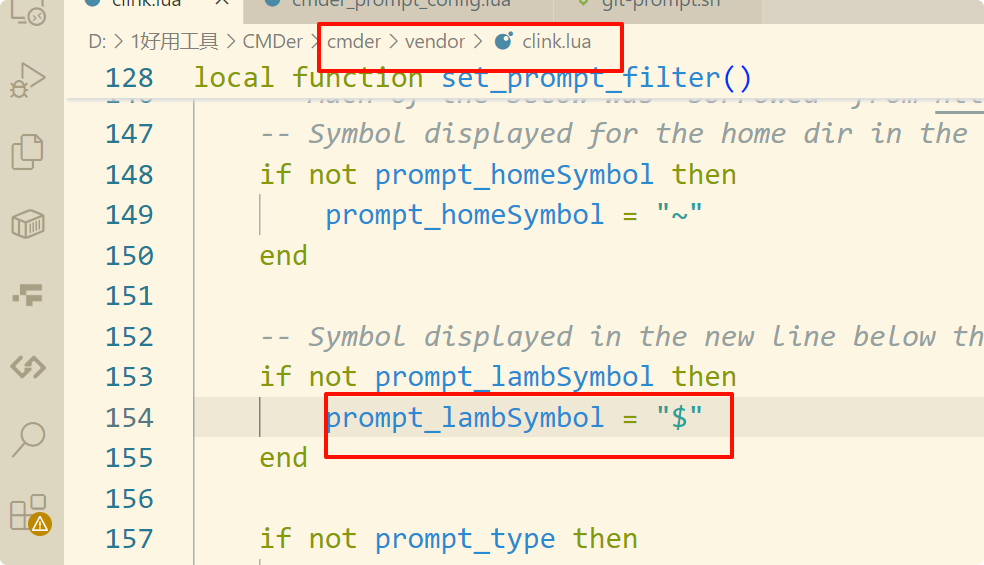 clink.lua cmder_prompt_config.lua git-prompt.sh
D: > 1好用工具 > CMDer > cmder > vendor > clink.lua
128 local function set_prompt_filter()
147 -- Symbol displayed for the home dir in the
148 if not prompt_homeSymbol then
149 prompt_homeSymbol = "~"
150 end
151
152 -- Symbol displayed in the new line below th
153 if not prompt_lambSymbol then
154 prompt_lambSymbol = "$"
155 end
156
157 if not prompt_type then